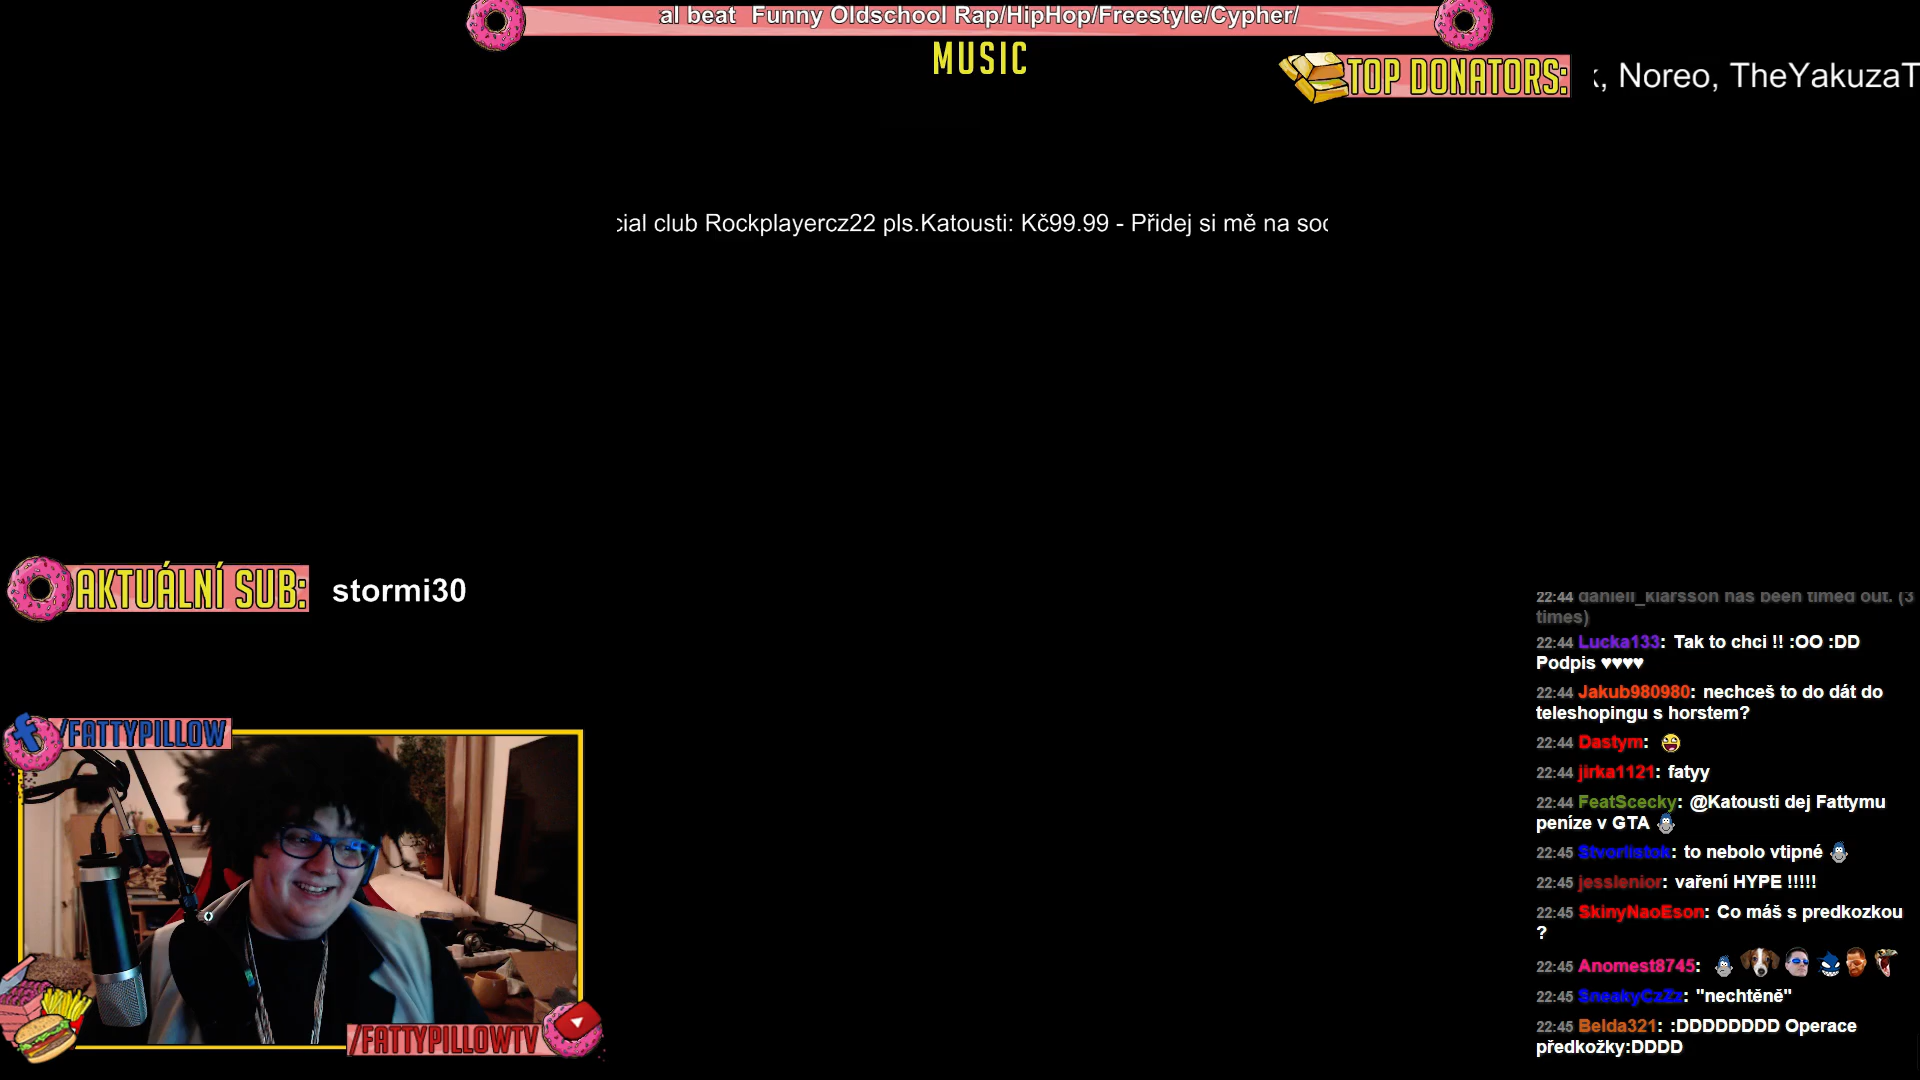 al beat Funny Oldschool Rap/HipHop/Freestyle/Cypher/
MUSIC
TOP DONATORS:
, Noreo, TheYakuzaT
cial club Rockplayercz22 pls.Katousti: Kč99.99 - Přidej si mě na soc
AKTUÁLNÍ SUB: stormi30
22:44 daniell_klarsson has been timed out. (3
times)
22:44 Lucka133: Tak to chci !! :OO :DD
Podpis ♥♥♥♥
22:44 Jakub980980: nechceš to do dát do
teleshopingu s horstem?
22:44 Dastym:
22:44 jirka1121: fatyy
22:44 FeatScecky: @Katousti dej Fattymu
peníze v GTA
22:45 Stvorlistok: to nebolo vtipné
22:45 jesslenior: vaření HYPE !!!!!
22:45 SkinyNaoEson: Co máš s predkozkou
?
22:45 Anomest8745:
22:45 SneakyCzZz: "nechtěně"
22:45 Belda321: :DDDDDDDD Operace
předkožky:DDDD
/FATTYPILLOW
/FATTYPILLOWTV